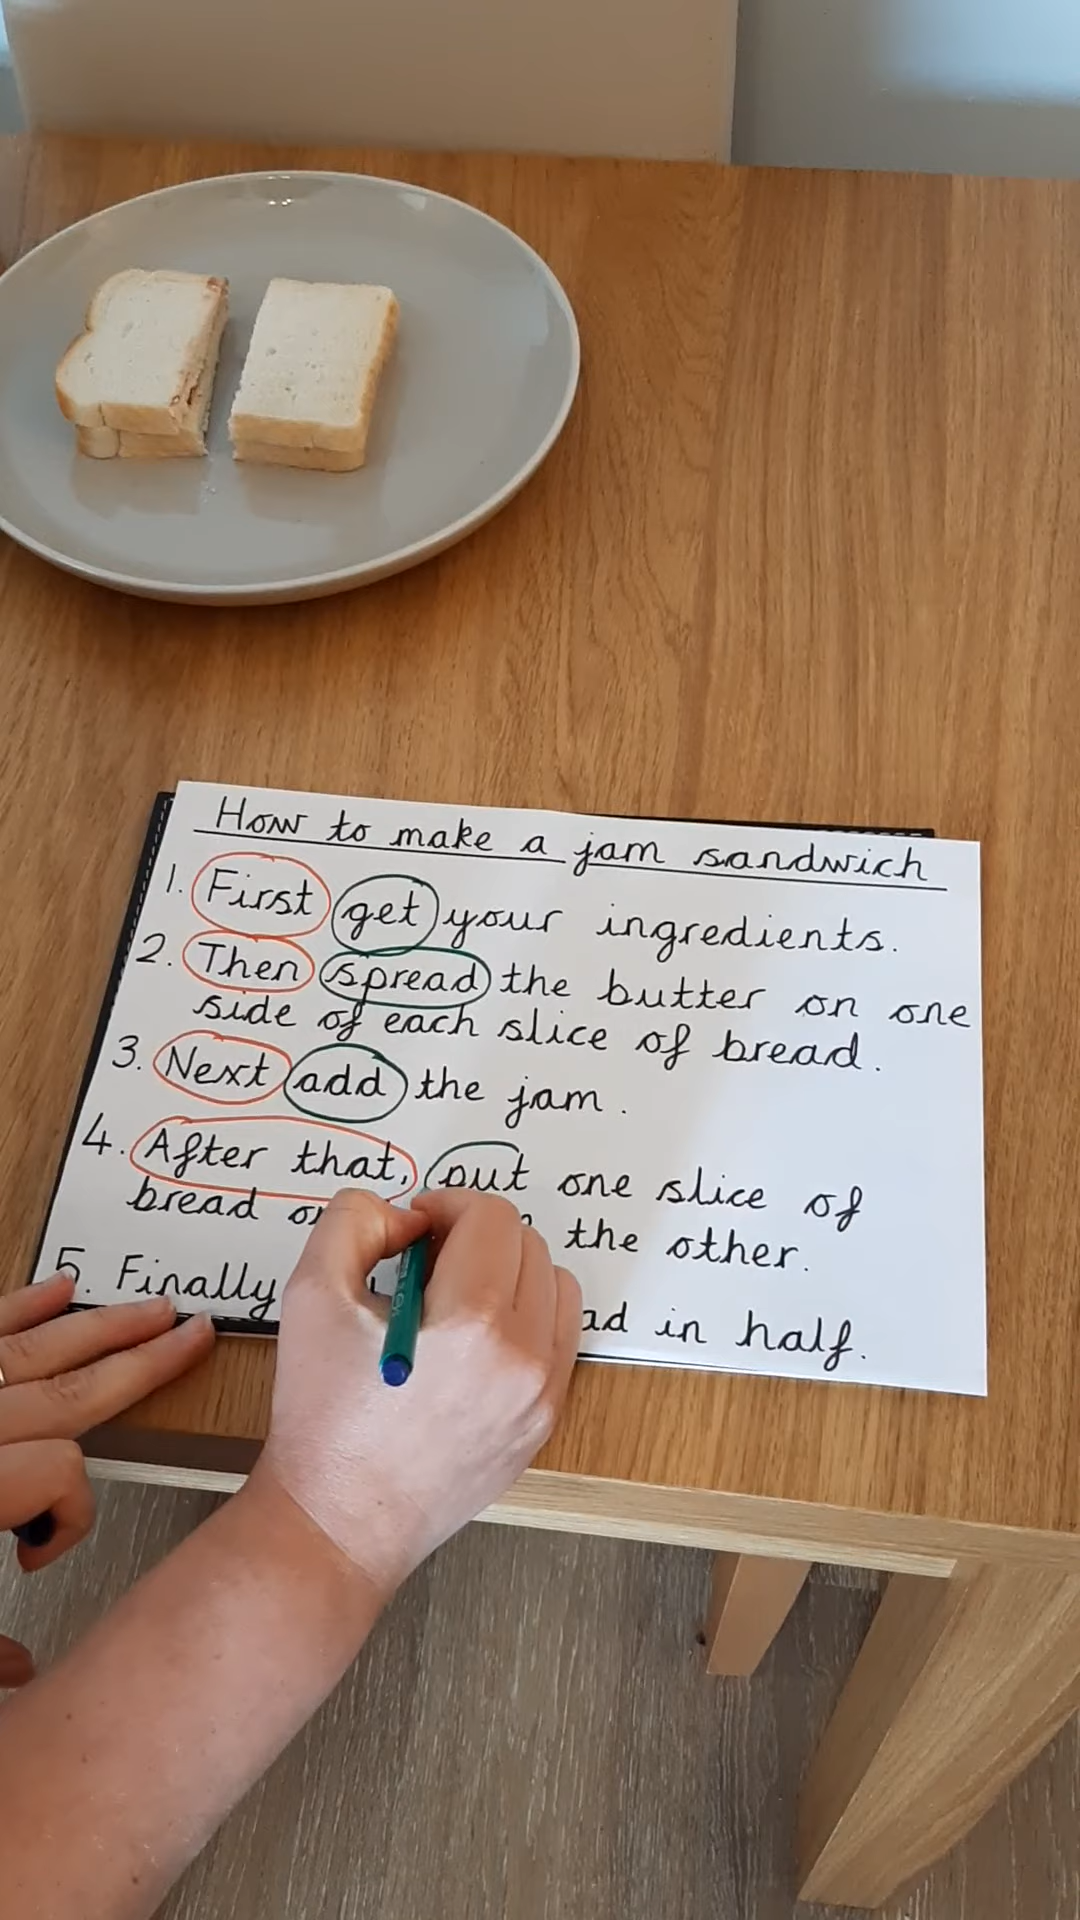 How to make a jam sandwich
1. First get your ingredients.
2. Then spread the butter on one
side of each slice of bread.
3. Next add the jam.
4. After that, put one slice of
bread the other.
5. Finally in half.